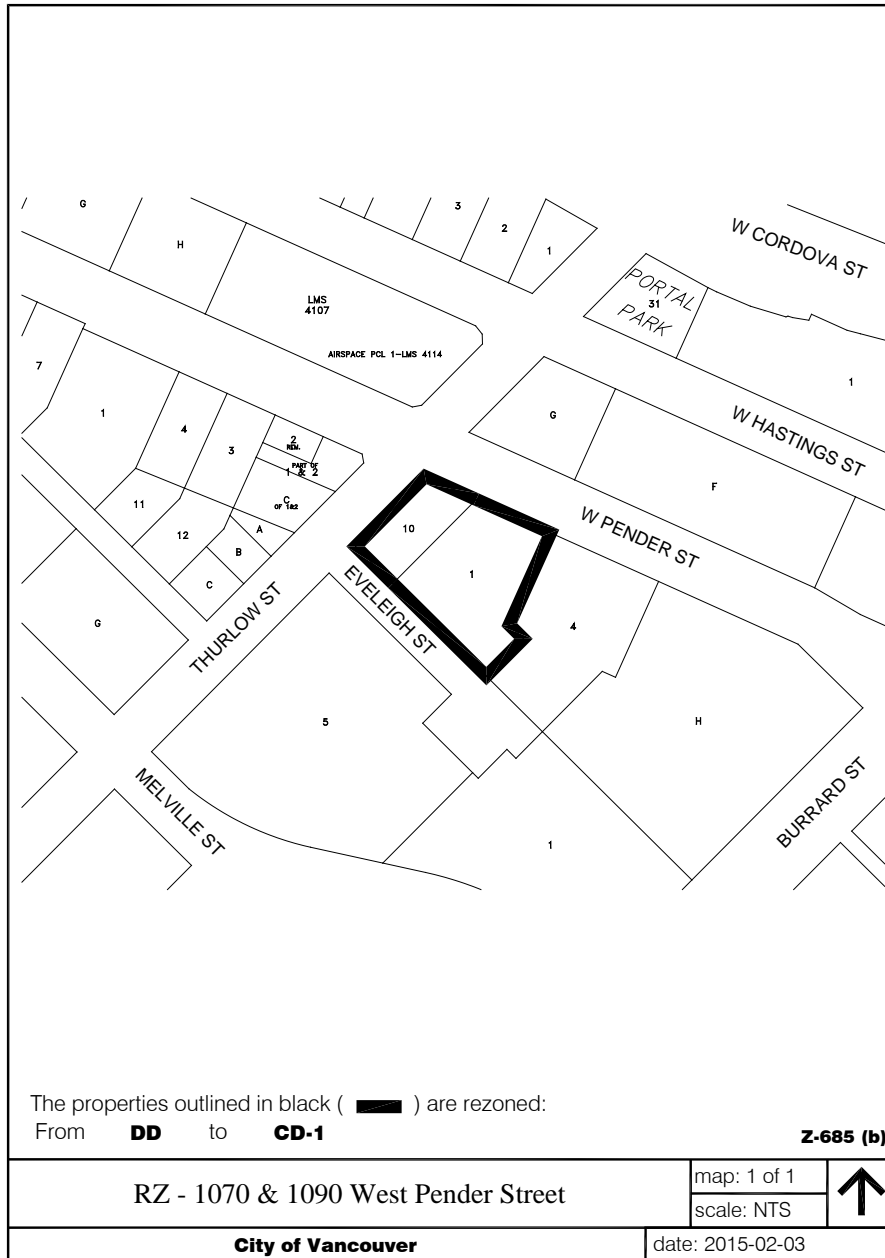 G
H
3
2
1
W CORDOVA ST
LMS
4107
AIRSPACE PCL 1-LMS 4114
PORTAL
31
PARK
1
7
1
4
3
2
REM.
PART OF
1 & 2
C
OF 1&2
A
B
C
11
12
G
G
F
W HASTINGS ST
W PENDER ST
10
1
4
H
THURLOW ST
EVELEIGH ST
5
MELVILLE ST
1
BURRARD ST
The properties outlined in black ( ) are rezoned:
From DD to CD-1
Z-685 (b)
RZ - 1070 & 1090 West Pender Street
map: 1 of 1
scale: NTS
City of Vancouver
date: 2015-02-03